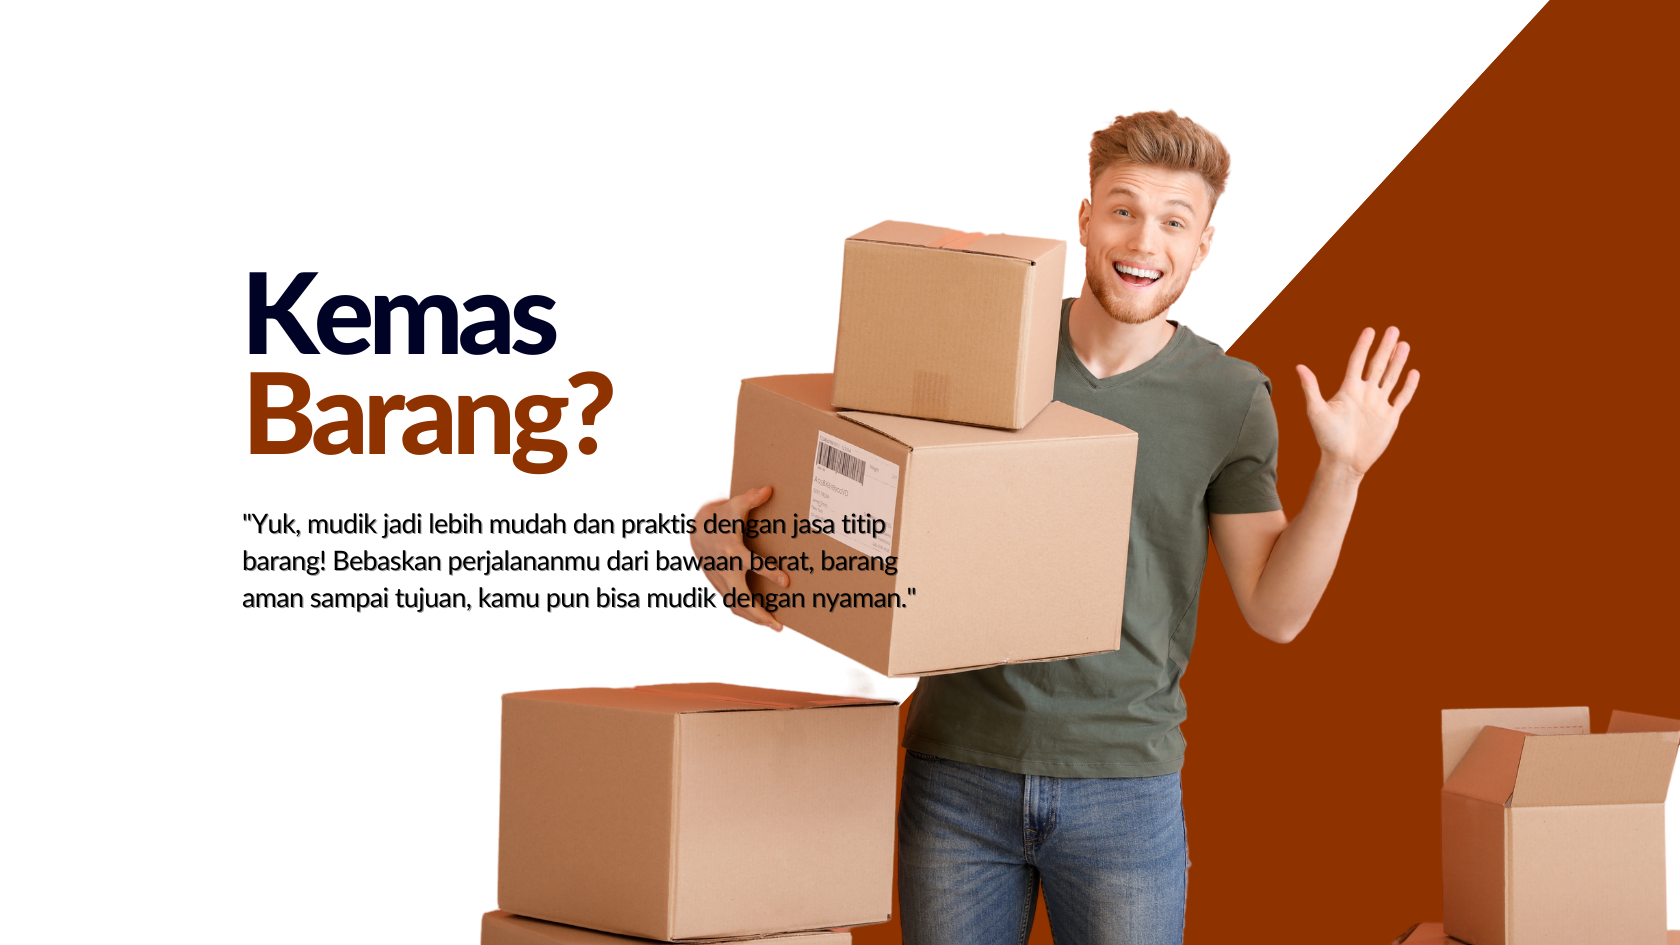 Kemas
Barang?
"Yuk, mudik jadi lebih mudah dan praktis dengan jasa titip
barang! Bebaskan perjalananmu dari bawaan berat, barang
aman sampai tujuan, kamu pun bisa mudik dengan nyaman."